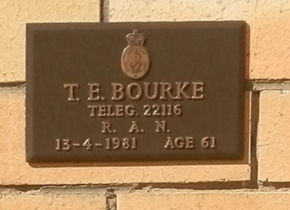 T. E. BOURKE
TELEG. 22116
R. A. N.
13-4-1981 AGE 61